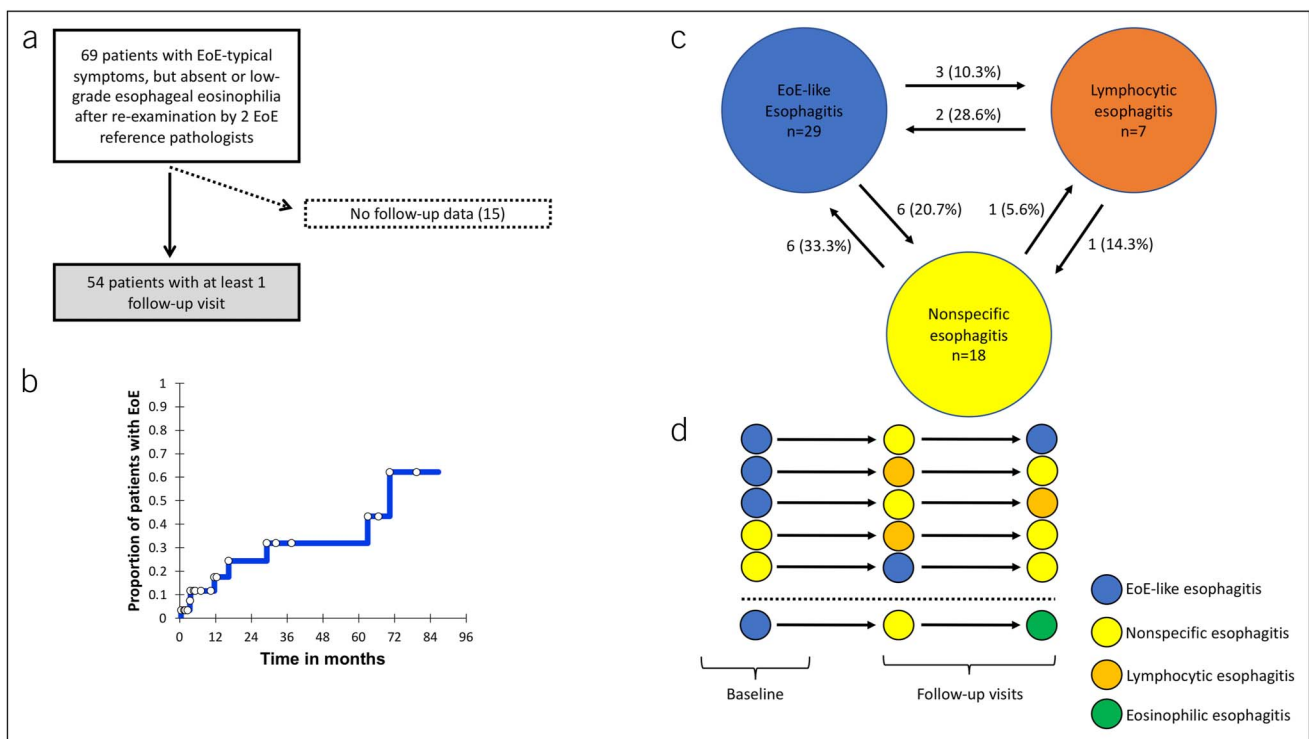 a
69 patients with EoE-typical
symptoms, but absent or low-
grade esophageal eosinophilia
after re-examination by 2 EoE
reference pathologists
No follow-up data (15)
54 patients with at least 1
follow-up visit
b
Proportion of patients with EoE
1
0.9
0.8
0.7
0.6
0.5
0.4
0.3
0.2
0.1
0
0 12 24 36 48 60 72 84 96
Time in months
c
EoE-like
Esophagitis
n=29
3 (10.3%)
2 (28.6%)
Lymphocytic
esophagitis
n=7
6 (20.7%)
6 (33.3%)
1 (5.6%)
1 (14.3%)
Nonspecific
esophagitis
n=18
d
Baseline
Follow-up visits
EoE-like esophagitis
Nonspecific esophagitis
Lymphocytic esophagitis
Eosinophilic esophagitis